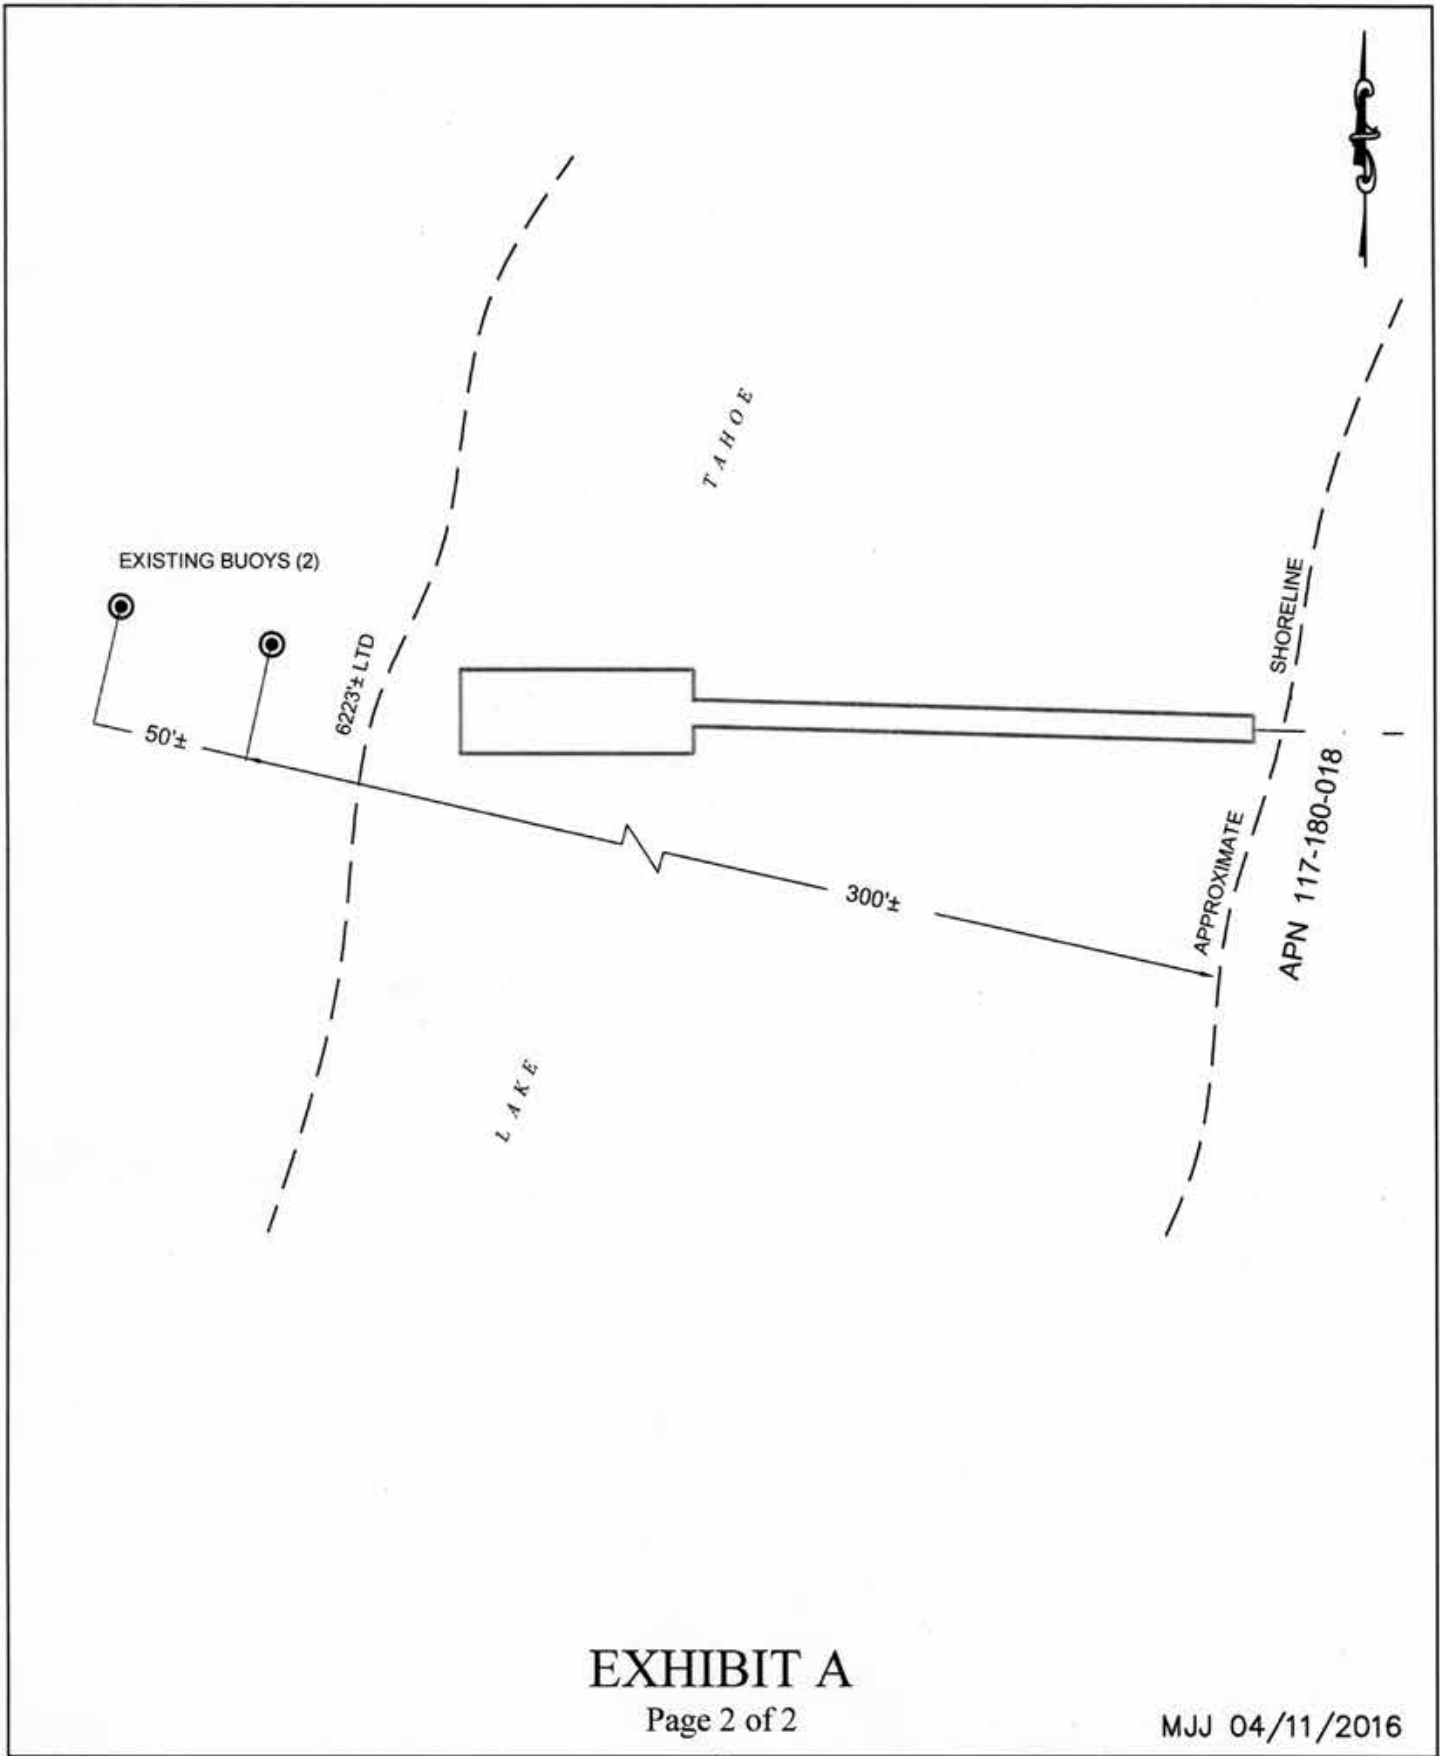 TAHOE
EXISTING BUOYS (2)
6223'± LTD
SHORELINE
50'±
300'±
APPROXIMATE
APN 117-180-018
LAKE
EXHIBIT A
Page 2 of 2
MJJ 04/11/2016